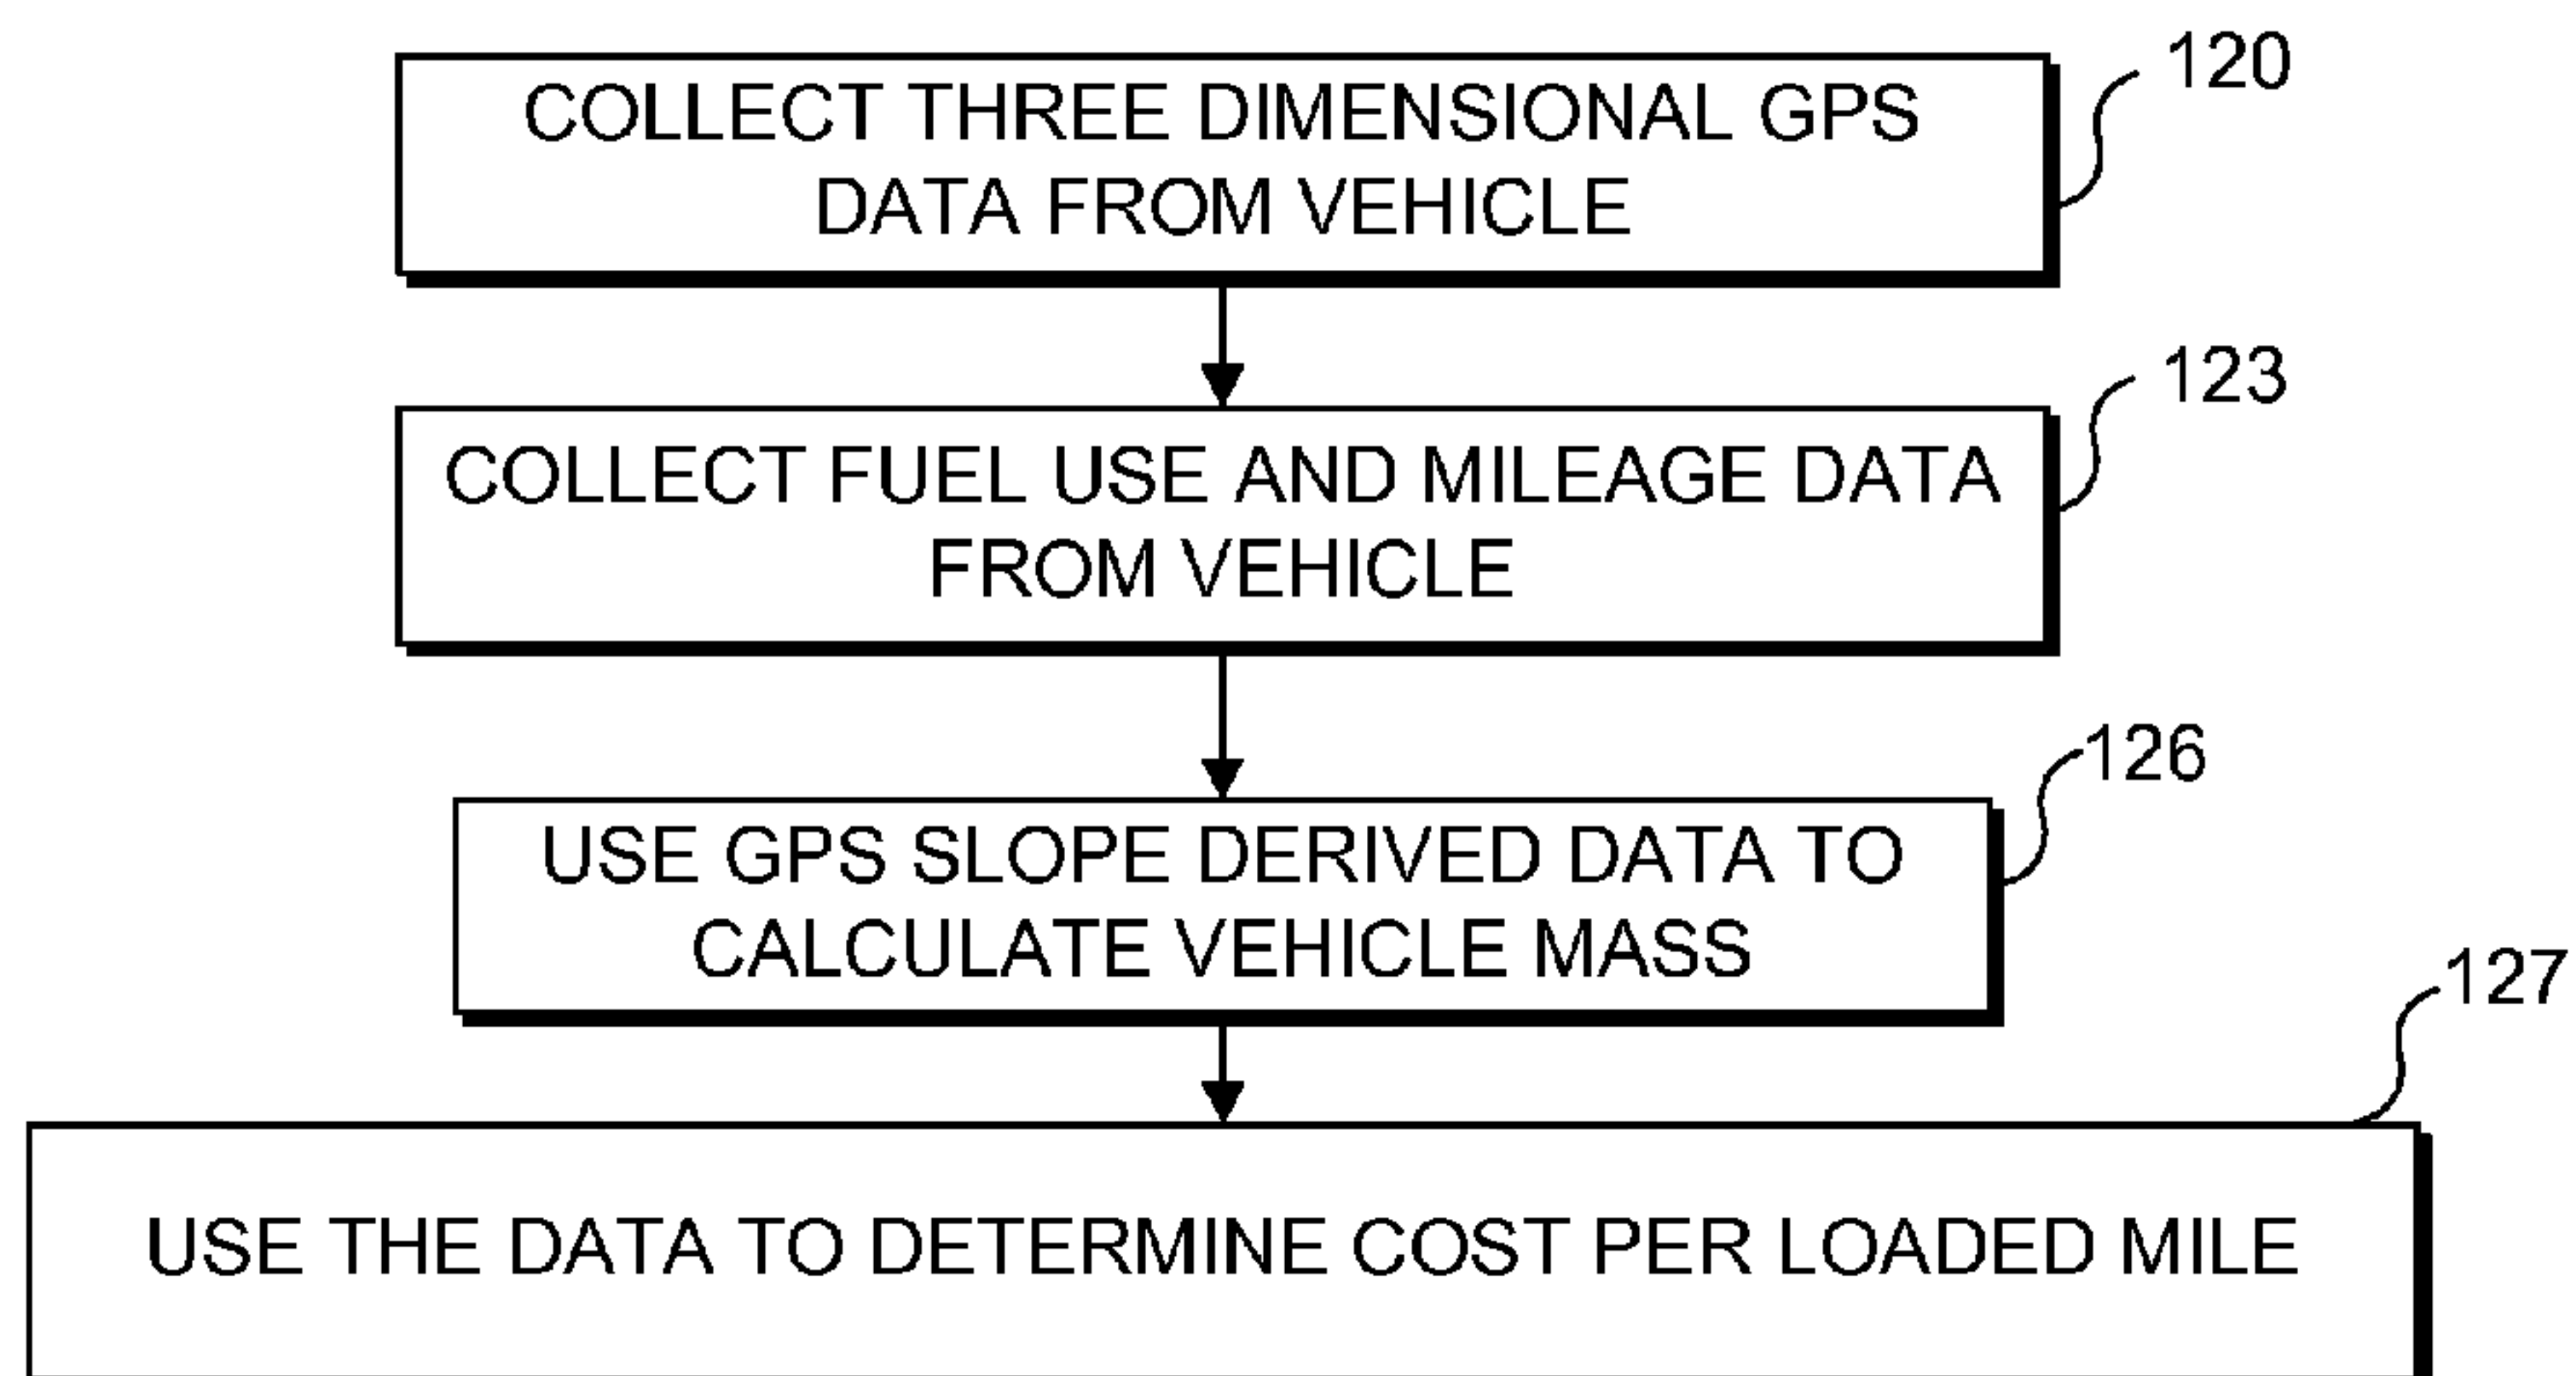 COLLECT THREE DIMENSIONAL GPS
DATA FROM VEHICLE
120
COLLECT FUEL USE AND MILEAGE DATA
FROM VEHICLE
123
USE GPS SLOPE DERIVED DATA TO
CALCULATE VEHICLE MASS
126
USE THE DATA TO DETERMINE COST PER LOADED MILE
127